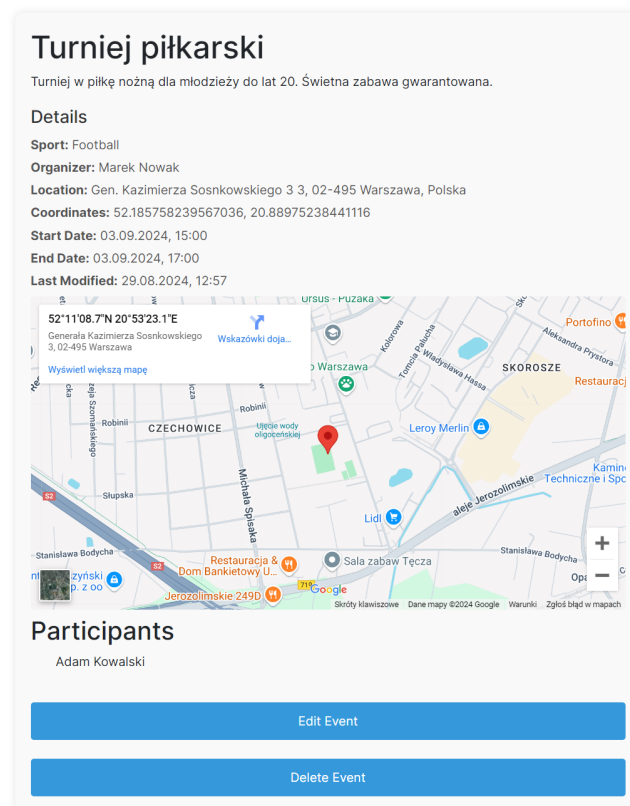 Turniej piłkarski
Turniej w piłkę nożną dla młodzieży do lat 20. Świetna zabawa gwarantowana.
Details
Sport: Football
Organizer: Marek Nowak
Location: Gen. Kazimierza Sosnkowskiego 3 3, 02-495 Warszawa, Polska
Coordinates: 52.185758239567036, 20.88975238441116
Start Date: 03.09.2024, 15:00
End Date: 03.09.2024, 17:00
Last Modified: 29.08.2024, 12:57
Ursus - Puzaka
52°11'08.7"N 20°53'23.1"E
Generała Kazimierza Sosnkowskiego
3, 02-495 Warszawa
Wskazówki doja...
Wyświetl większą mapę
Portofino
Kolorowa
Tomcia Palucha
Władysława Hassa
Aleksandra Prystora
Warszawa
SKOROSZE
Restauracj
Robinii
Robinii
CZECHOWICE
Ujęcie wody
oligoceńskiej
Leroy Merlin
Michała Spisaka
Kamin
Techniczne i Spo
S2
Słupska
aleje Jerozolimskie
Lidl
Stanisława Bodycha
S2
Restauracja &
Dom Bankietowy U...
Sala zabaw Tęcza
Stanisława Bodycha
719
Jerozolimskie 249D
Google
Skróty klawiszowe
Dane mapy ©2024 Google
Warunki
Zgłoś błąd w mapach
Participants
Adam Kowalski
Edit Event
Delete Event